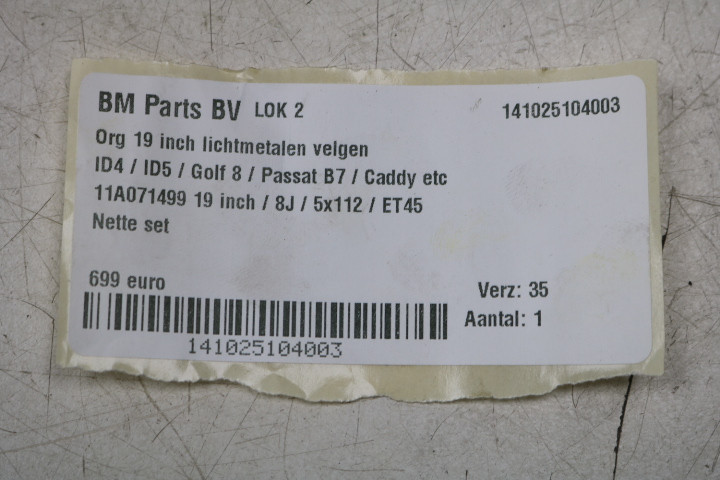 BM Parts BV LOK 2 141025104003
Org 19 inch lichtmetalen velgen
ID4 / ID5 / Golf 8 / Passat B7 / Caddy etc
11A071499 19 inch / 8J / 5x112 / ET45
Nette set
699 euro Verz: 35
Aantal: 1
141025104003